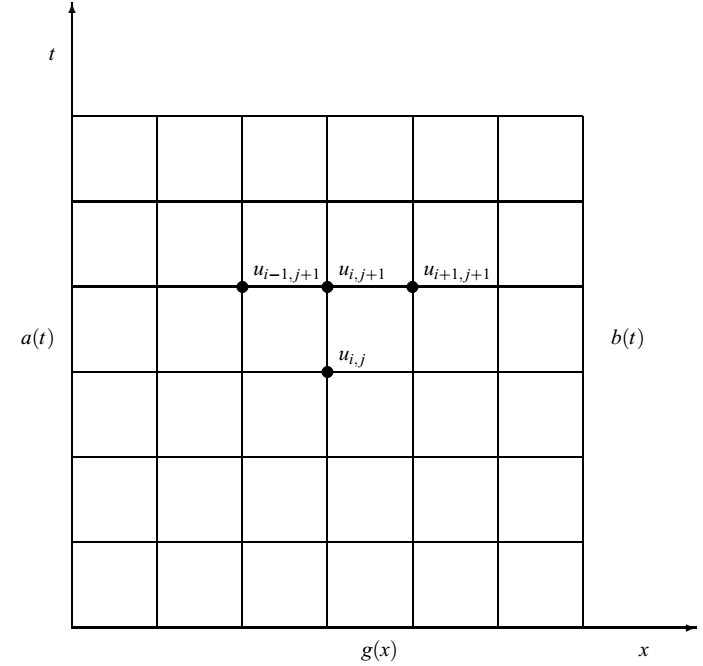 t
u_{i−1,j+1} u_{i,j+1} u_{i+1,j+1}
a(t) b(t)
u_{i,j}
g(x) x